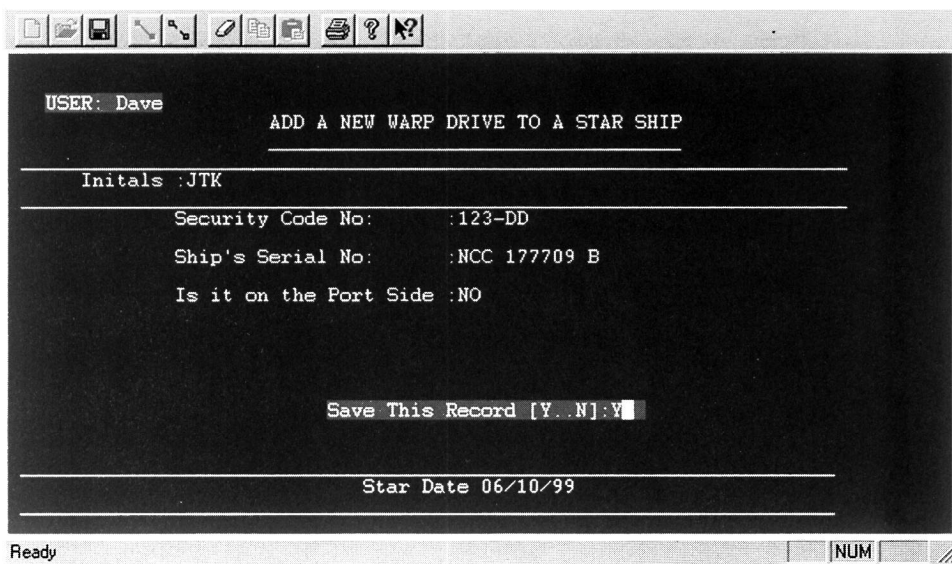 USER: Dave
ADD A NEW WARP DRIVE TO A STAR SHIP
Initals :JTK
Security Code No: :123-DD
Ship's Serial No: :NCC 177709 B
Is it on the Port Side :NO
Save This Record [Y..N]:Y
Star Date 06/10/99
Ready NUM